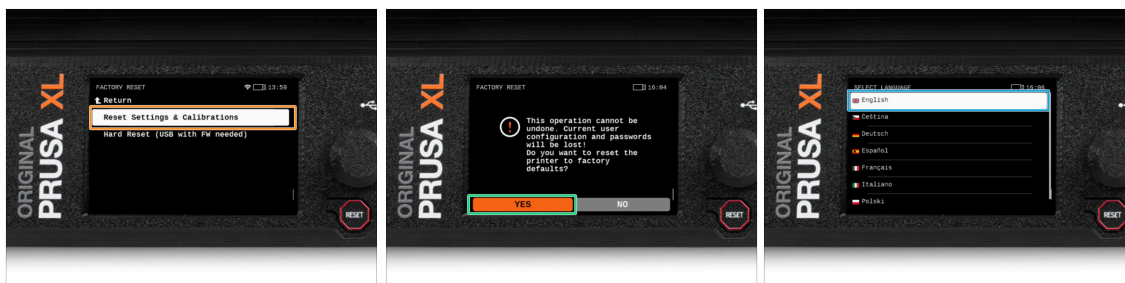 ORIGINAL
PRUSA XL
FACTORY RESET
13:59
Return
Reset Settings & Calibrations
Hard Reset (USB with FW needed)
RESET
ORIGINAL
PRUSA XL
FACTORY RESET
16:04
This operation cannot be
undone. Current user
configuration and passwords
will be lost!
Do you want to reset the
printer to factory
defaults?
YES
NO
RESET
ORIGINAL
PRUSA XL
SELECT LANGUAGE
16:06
English
Čeština
Deutsch
Español
Français
Italiano
Polski
RESET